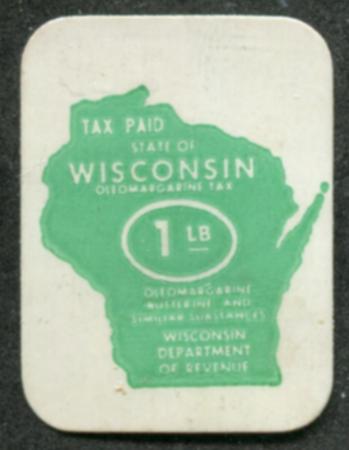 TAX PAID
STATE OF
WISCONSIN
OLEOMARGARINE TAX
1 LB
OLEOMARGARINE
BUTTERINE AND
SIMILAR SUBSTANCES
WISCONSIN
DEPARTMENT
OF REVENUE